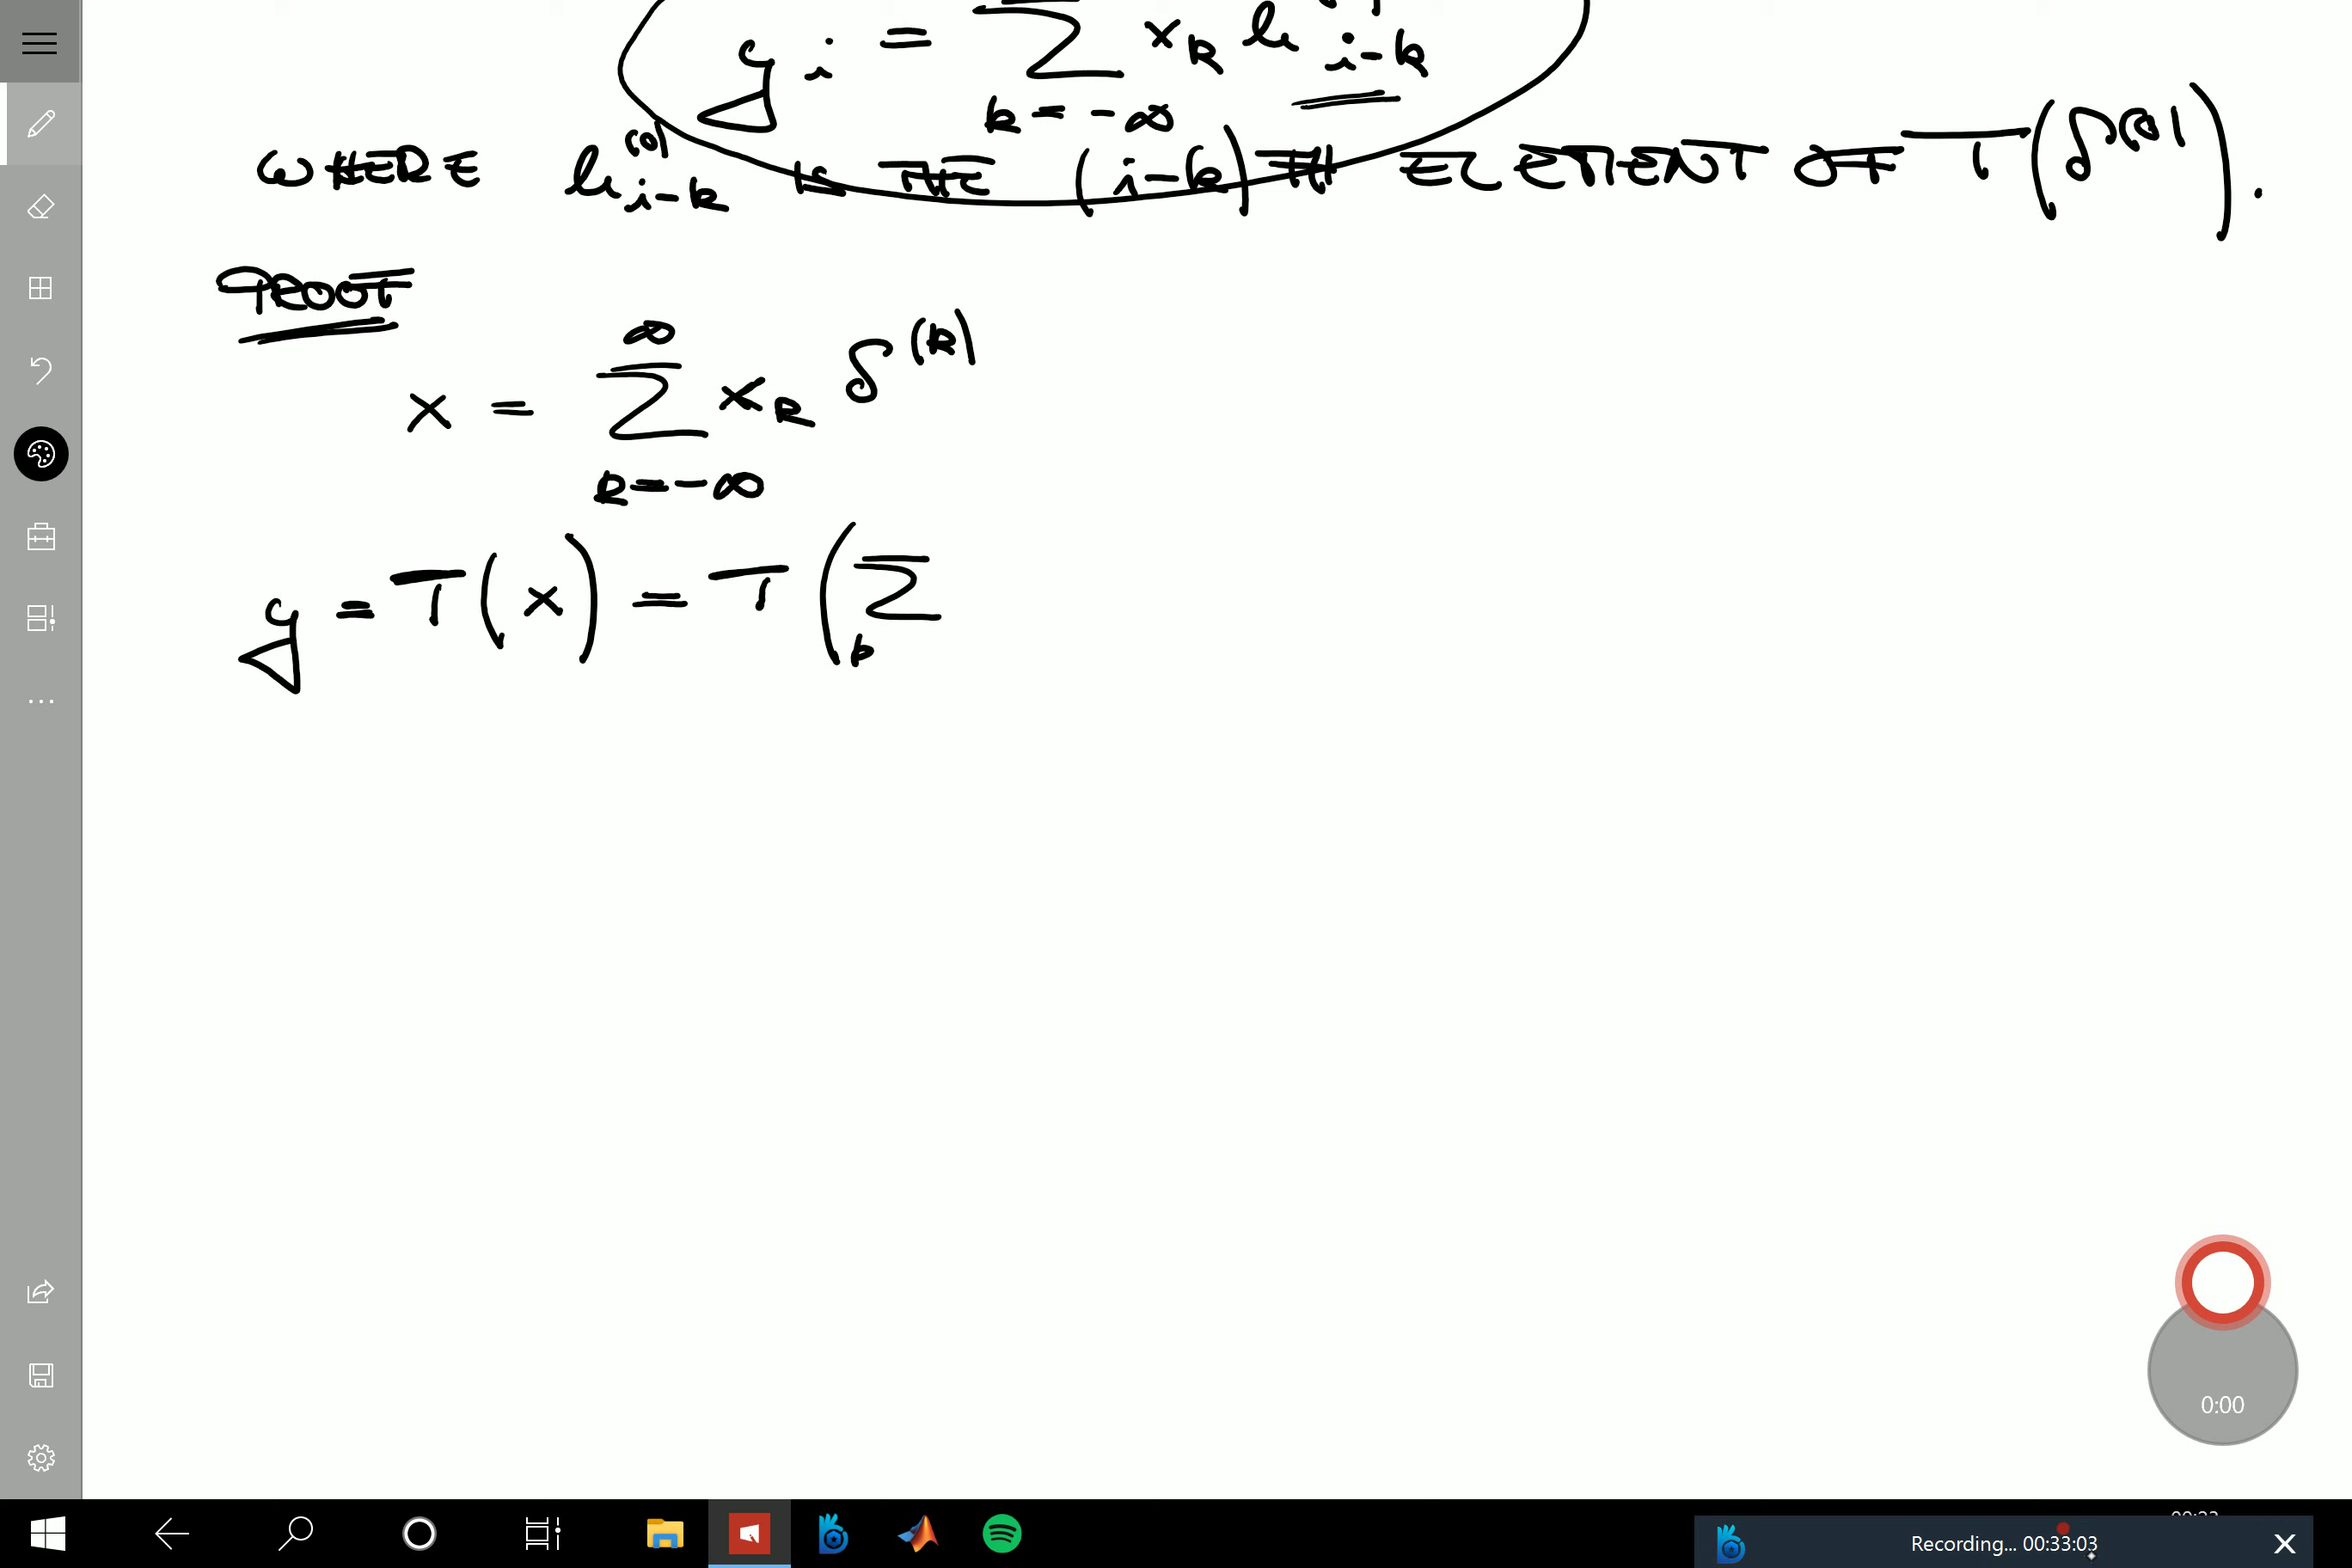 y_i = Σ_{k=-∞} x_k h_{i-k}
WHERE h^{(0)}_{i-k} IS THE (i-k)TH ELEMENT OF T(δ^{(0)}).
PROOF
x = Σ_{k=-∞}^{∞} x_k δ^{(k)}
y = T(x) = T(Σ_k
0:00
Recording... 00:33:03